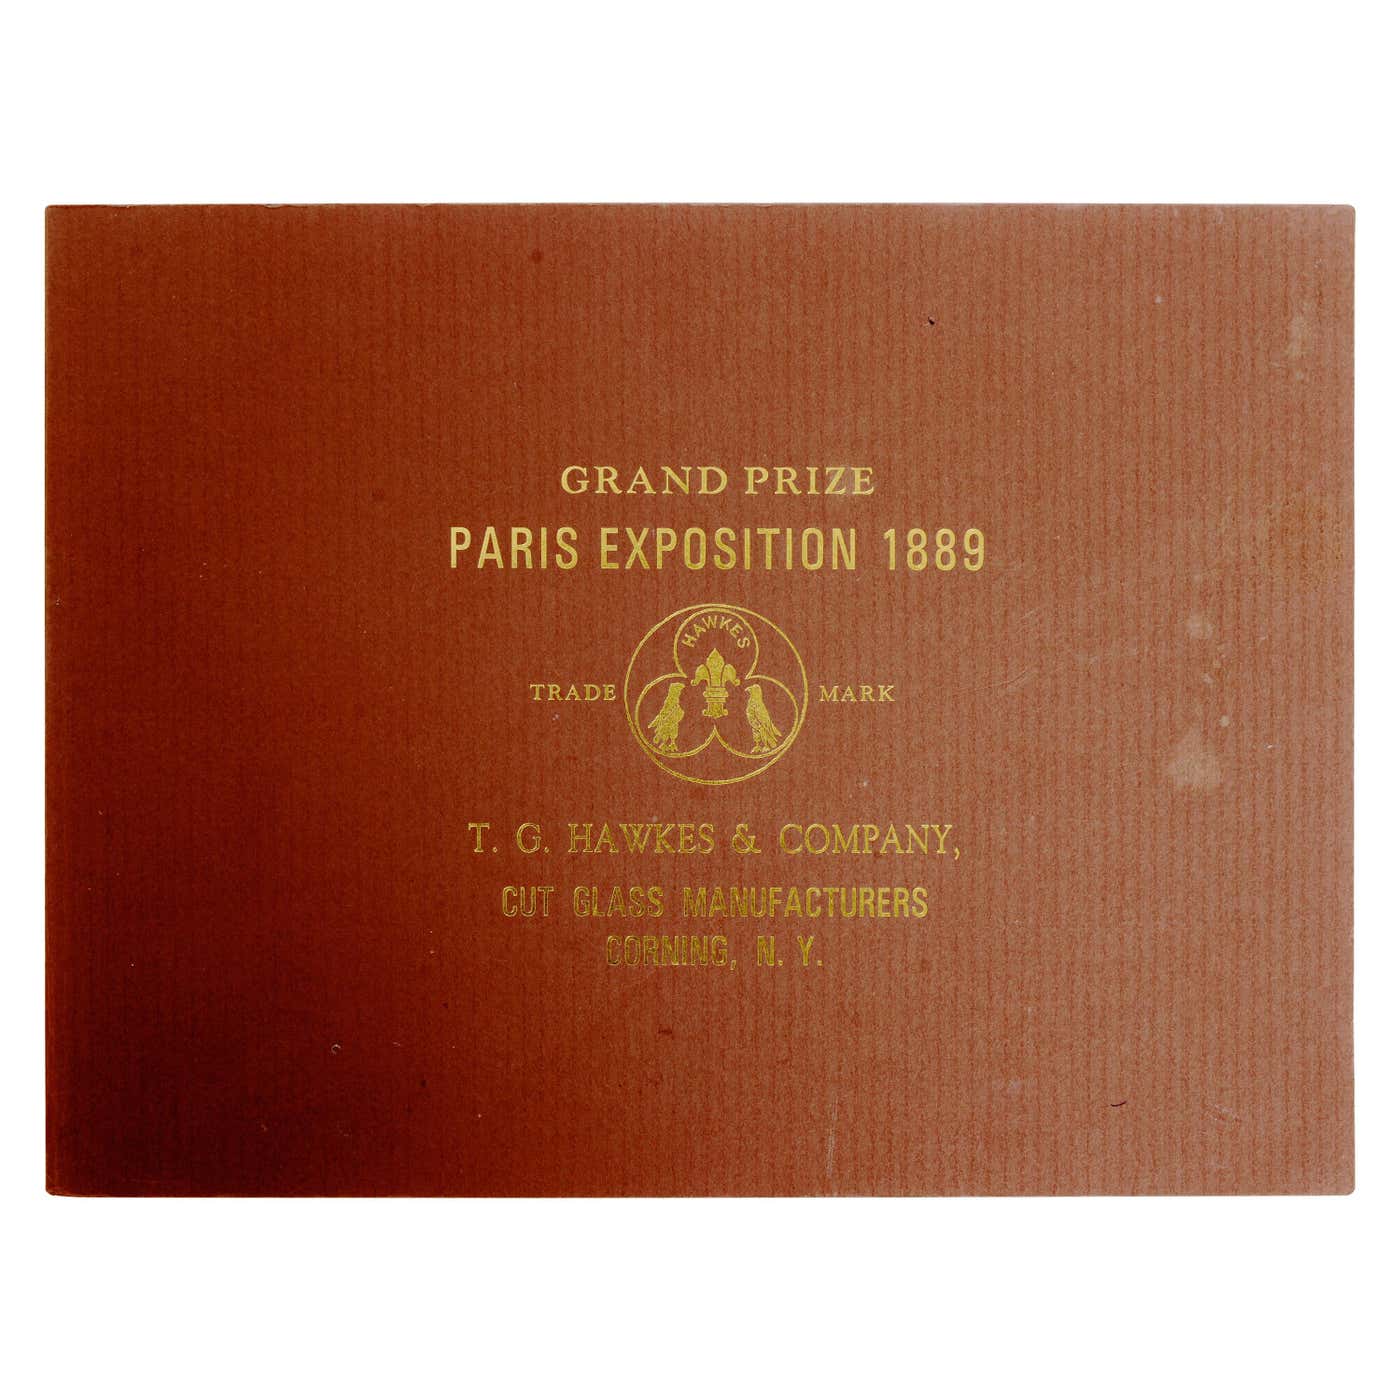 GRAND PRIZE
PARIS EXPOSITION 1889
HAWKES
TRADE MARK
T. G. HAWKES & COMPANY,
CUT GLASS MANUFACTURERS
CORNING, N. Y.